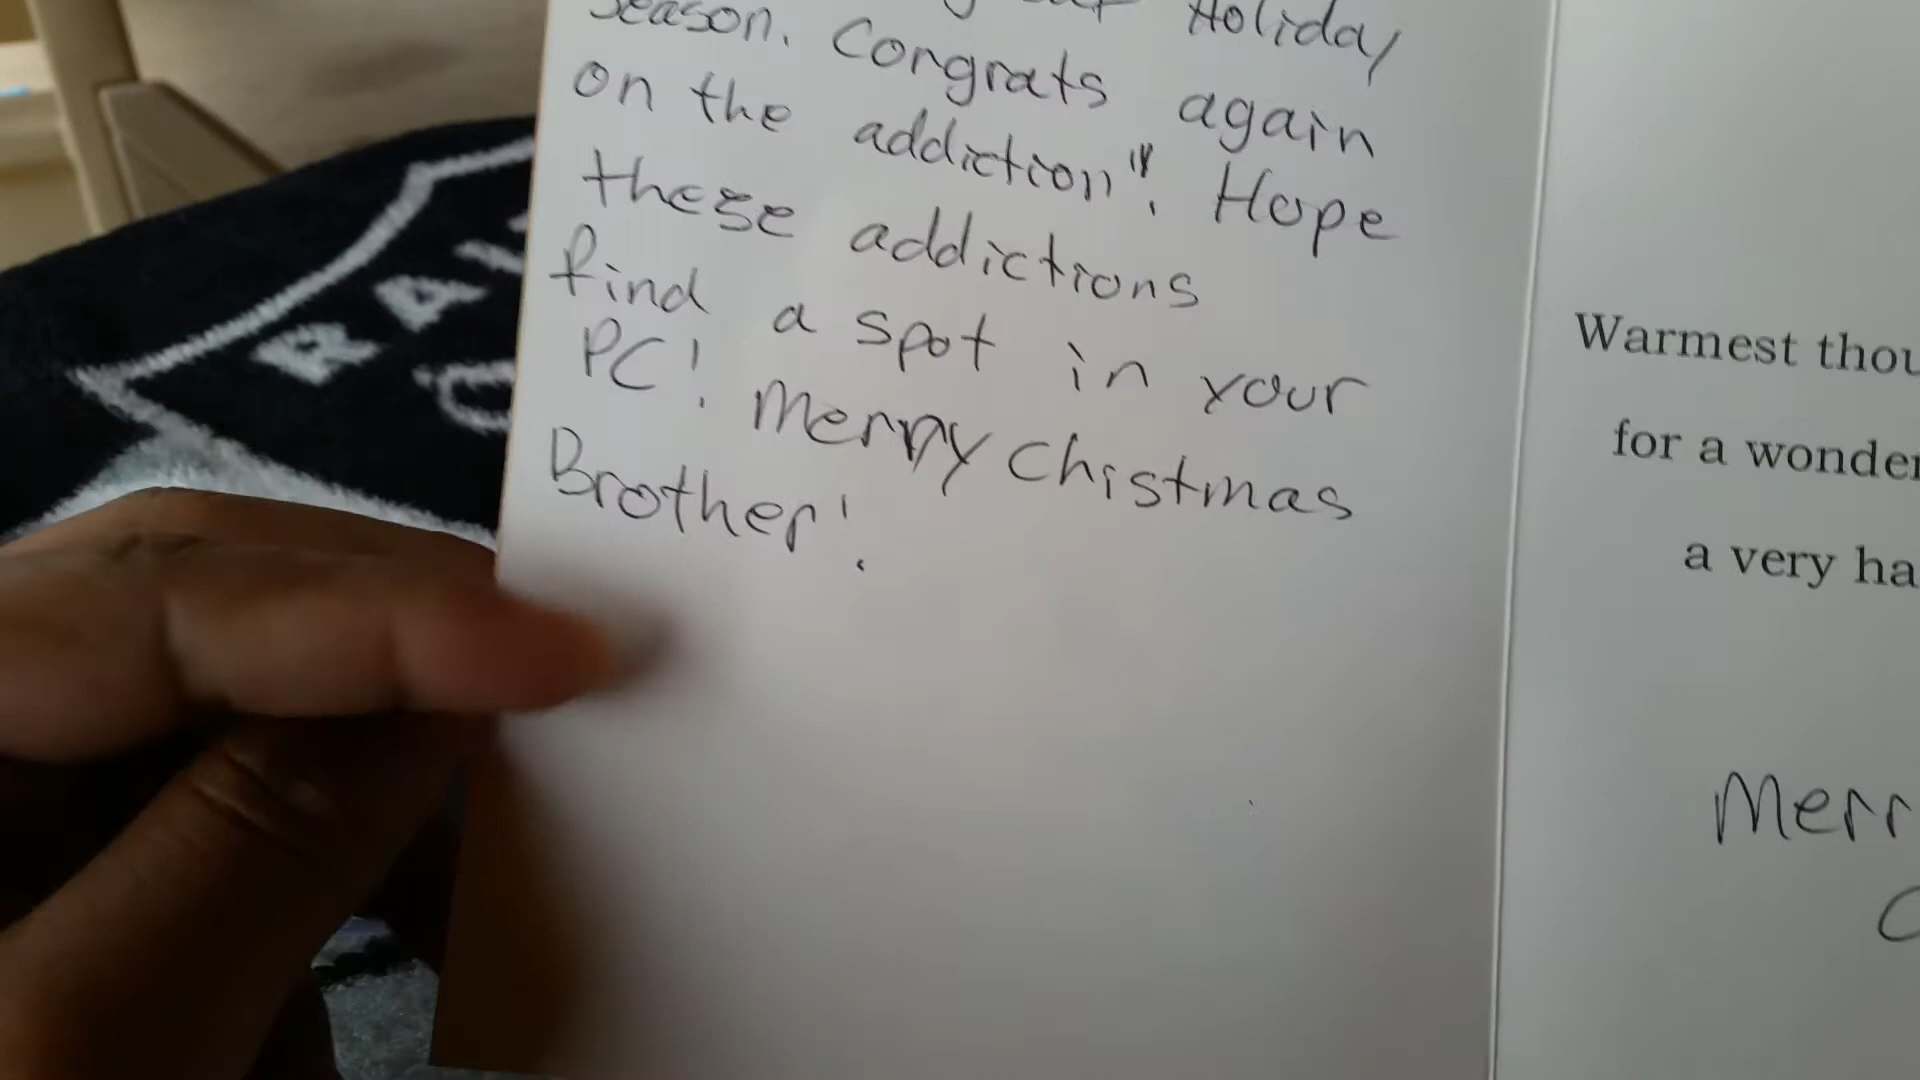 Holiday
Season. Congrats again
on the addiction". Hope
these addictions
find a spot in your
PC! Merry Chistmas
Brother!
Warmest thou
for a wonder
a very ha
Merr
RAI